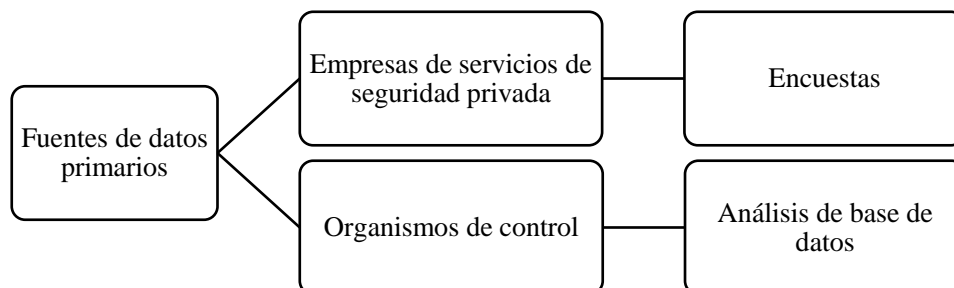 Fuentes de datos
primarios
Empresas de servicios de
seguridad privada
Encuestas
Organismos de control
Análisis de base de
datos